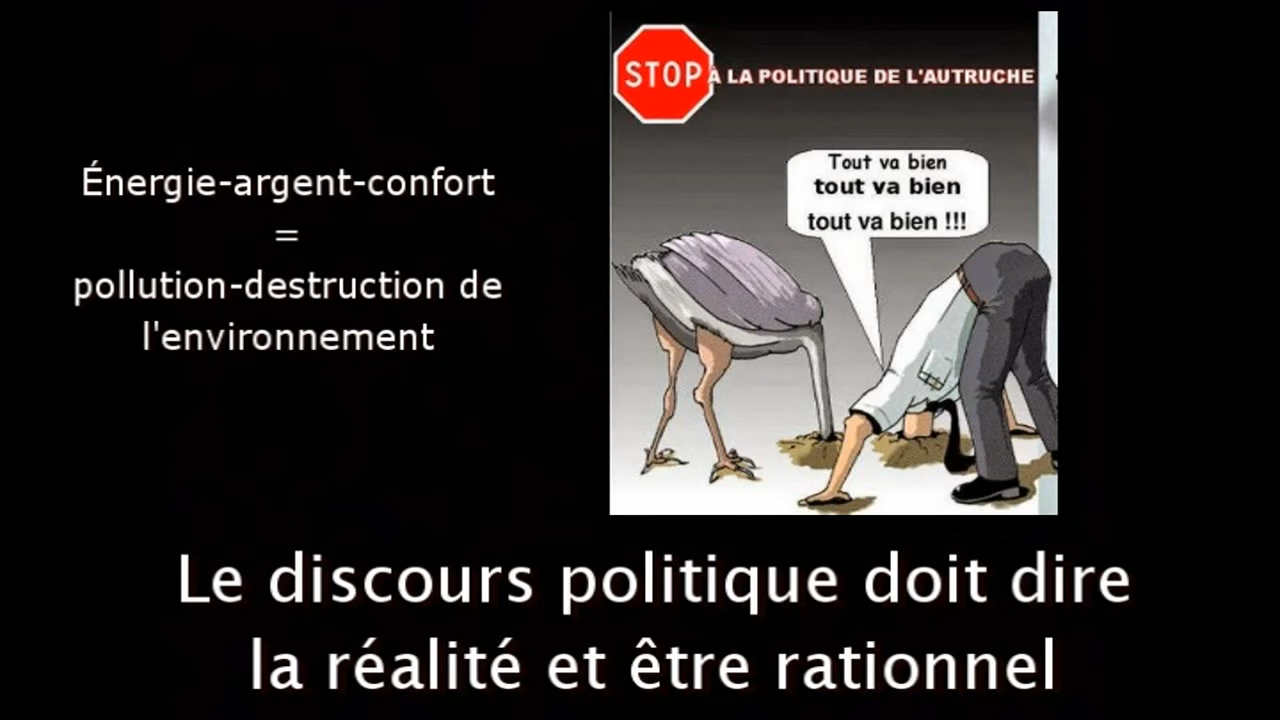 Énergie-argent-confort
=
pollution-destruction de
l'environnement
STOP À LA POLITIQUE DE L'AUTRUCHE
Tout va bien
tout va bien
tout va bien !!!
Le discours politique doit dire
la réalité et être rationnel